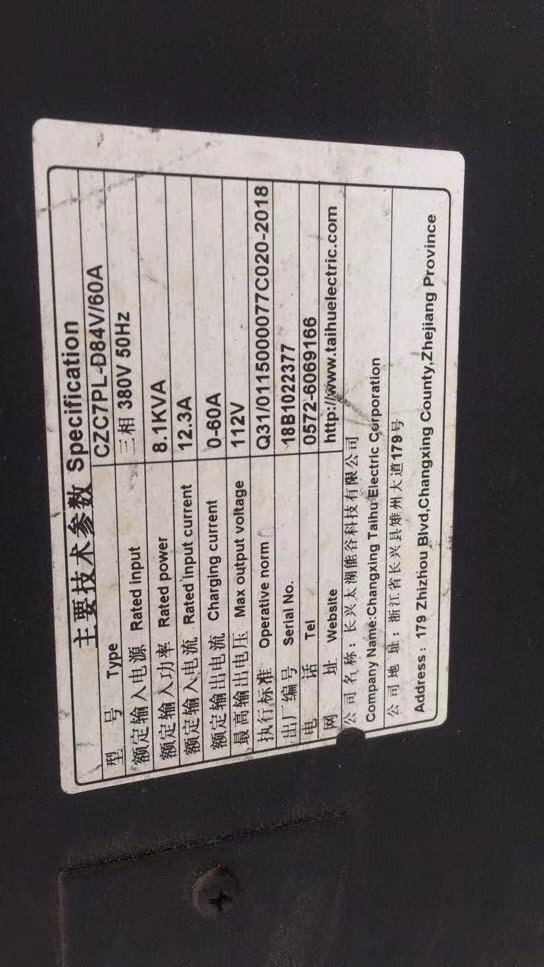 主要技术参数 Specification
型号 Type CZC7PL-D84V/60A
额定输入电源 Rated Input 三相 380V 50Hz
额定输入功率 Rated power 8.1KVA
额定输入电流 Rated input current 12.3A
额定输出电流 Charging current 0-60A
最高输出电压 Max output voltage 112V
执行标准 Operative norm Q31/0115000077C020-2018
出厂编号 Serial No. 18B1022377
电话 Tel 0572-6069166
网址 Website http://www.taihuelectric.com
公司名称:长兴太湖能谷科技有限公司
Company Name:Changxing Taihu Electric Corporation
公司地址:浙江省长兴县雉州大道179号
Address: 179 Zhizhou Blvd,Changxing County,Zhejiang Province